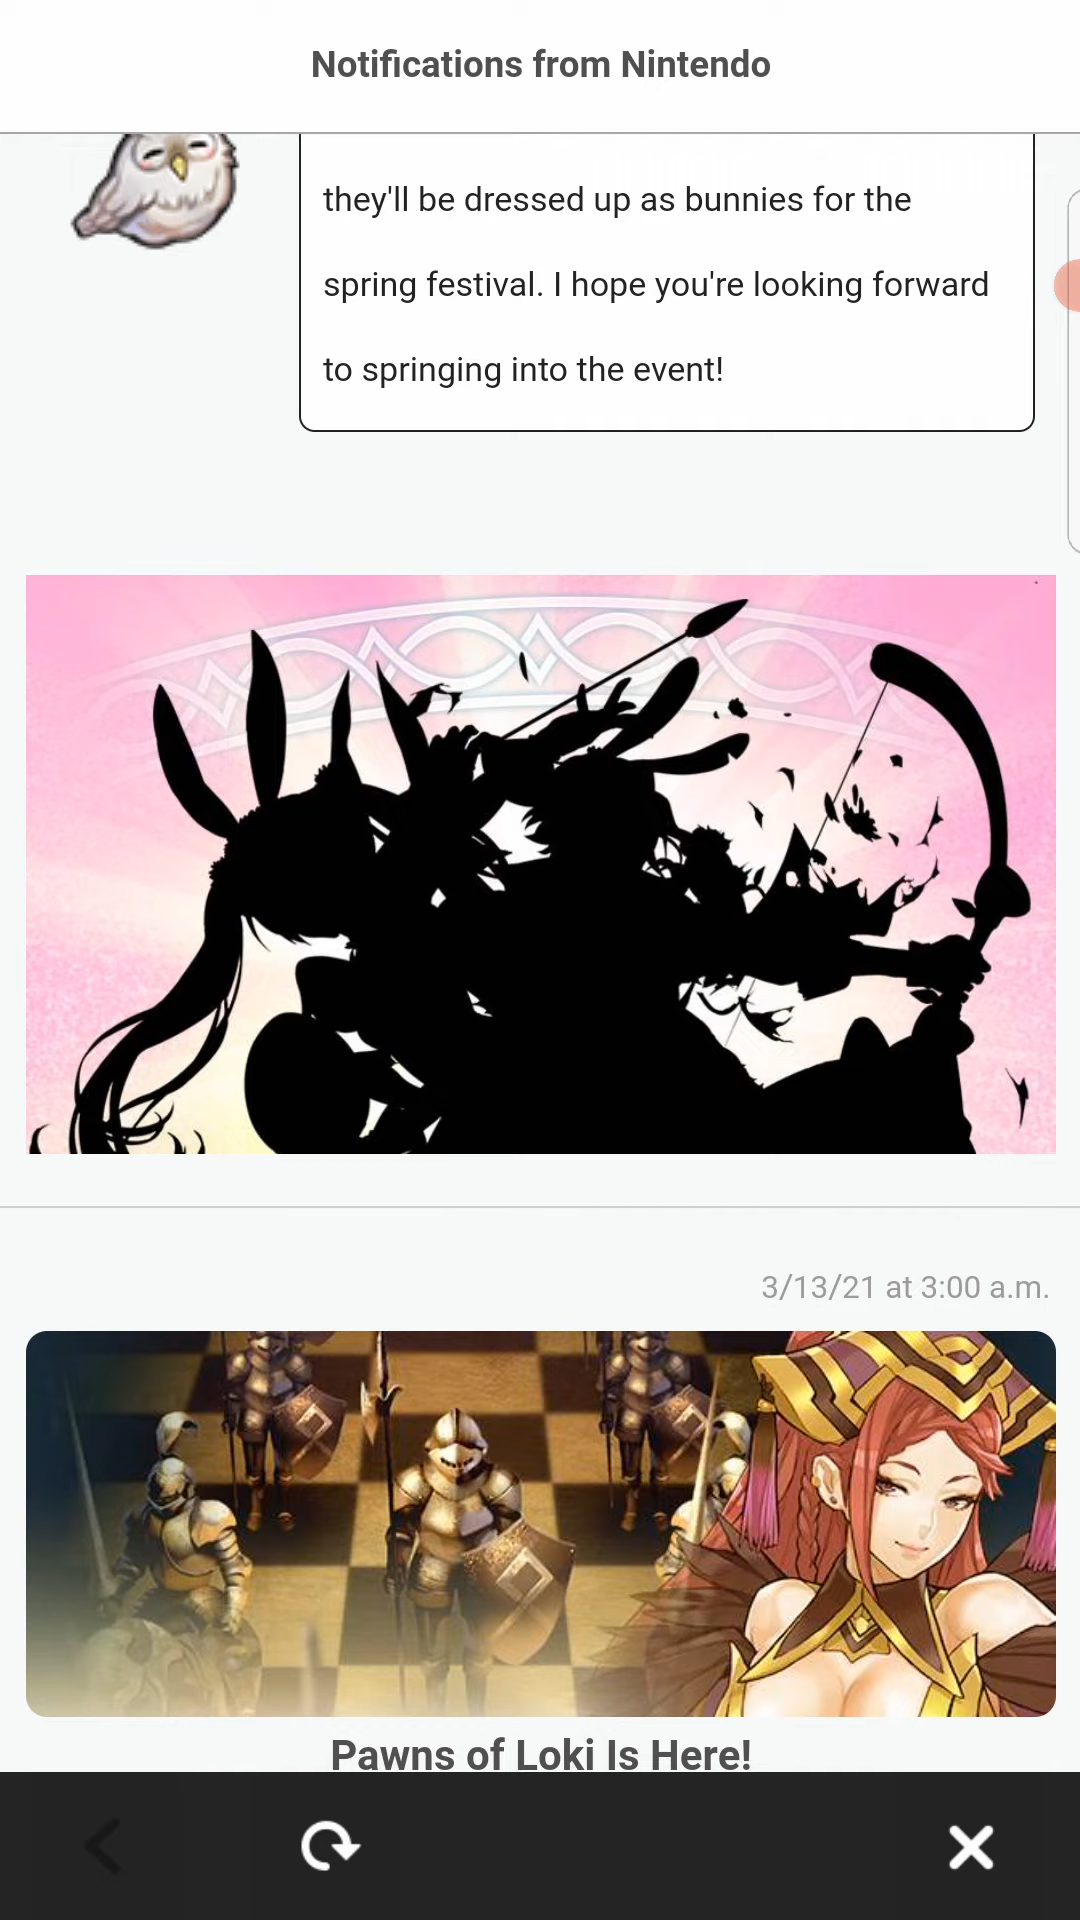 Notifications from Nintendo
they'll be dressed up as bunnies for the
spring festival. I hope you're looking forward
to springing into the event!
3/13/21 at 3:00 a.m.
Pawns of Loki Is Here!